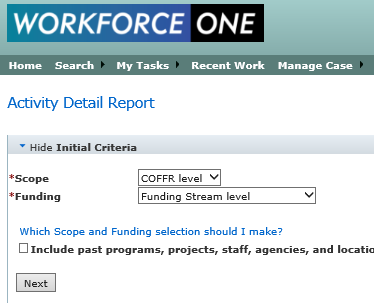 WORKFORCE ONE
Home Search My Tasks Recent Work Manage Case
Activity Detail Report
Hide Initial Criteria
*Scope COFFR level
*Funding Funding Stream level
Which Scope and Funding selection should I make?
Include past programs, projects, staff, agencies, and
Next